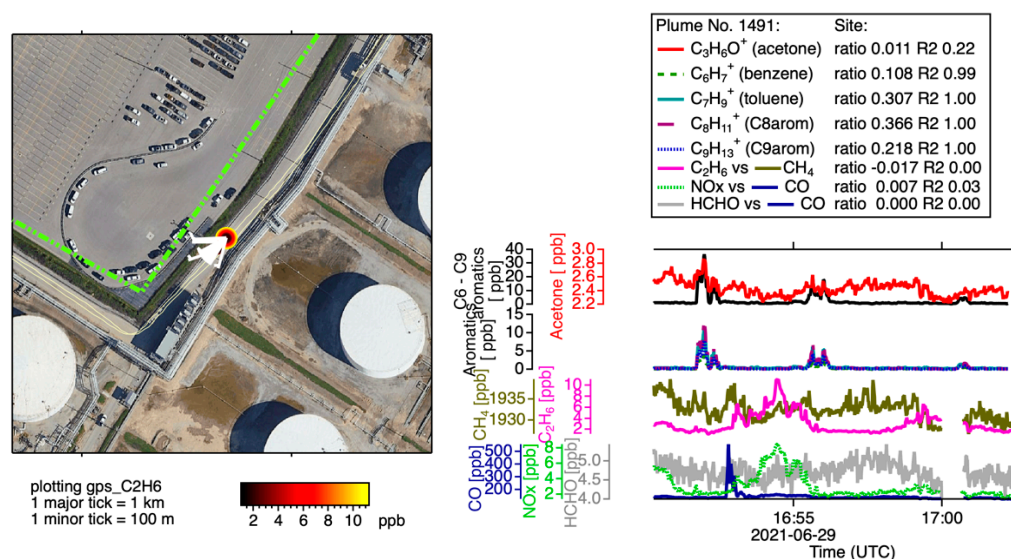 Plume No. 1491: Site:
C₃H₆O⁺ (acetone) ratio 0.011 R2 0.22
C₆H₇⁺ (benzene) ratio 0.108 R2 0.99
C₇H₉⁺ (toluene) ratio 0.307 R2 1.00
C₈H₁₁⁺ (C8arom) ratio 0.366 R2 1.00
C₉H₁₃⁺ (C9arom) ratio 0.218 R2 1.00
C₂H₆ vs CH₄ ratio -0.017 R2 0.00
NOx vs CO ratio 0.007 R2 0.03
HCHO vs CO ratio 0.000 R2 0.00
C6 - C9
aromatics
[ ppb]
40
30
20
10
0
Acetone [ ppb]
3.0
2.8
2.6
2.4
2.2
Aromatics
[ ppb]
15
10
5
0
CH₄ [ppb]
1935
1930
C₂H₆ [ppb]
10
8
6
4
2
CO [ppb]
500
400
300
200
NOx [ppb]
8
6
4
2
HCHO [ppb]
5.0
4.5
4.0
16:55 17:00
2021-06-29
Time (UTC)
plotting gps_C2H6
1 major tick = 1 km
1 minor tick = 100 m
2 4 6 8 10 ppb